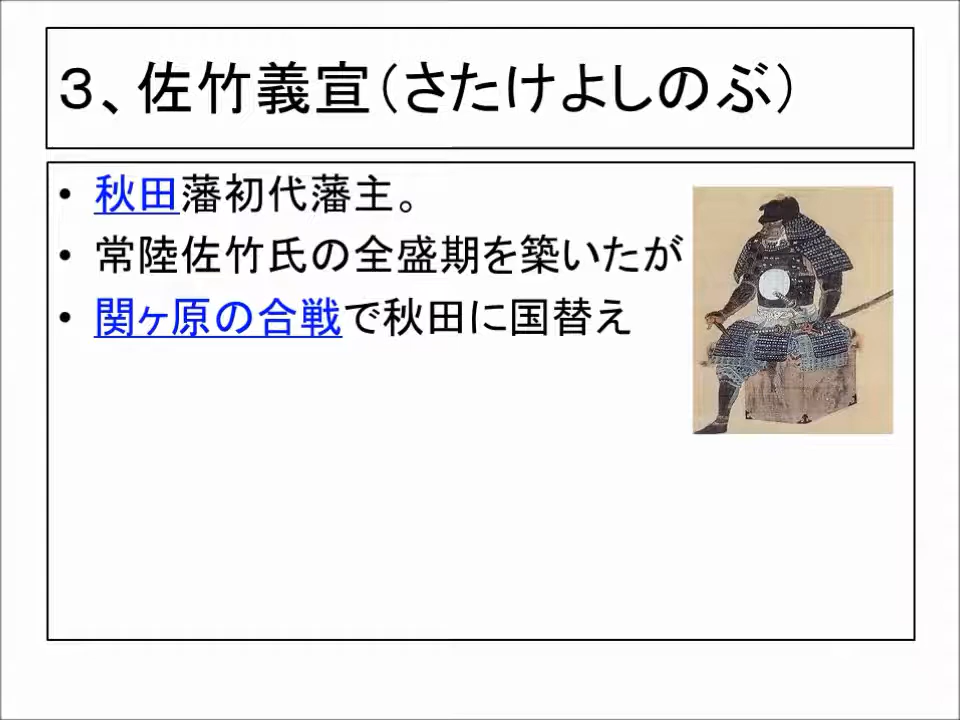 ３、佐竹義宣（さたけよしのぶ）
• 秋田藩初代藩主。
• 常陸佐竹氏の全盛期を築いたが
• 関ヶ原の合戦で秋田に国替え